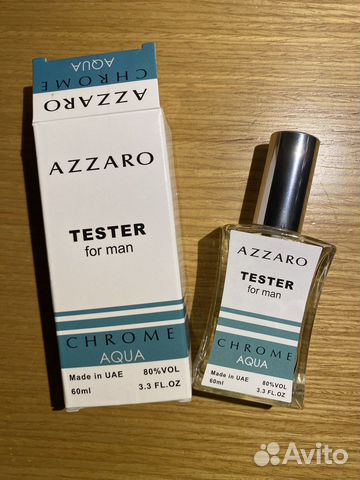 CHROME
AQUA
AZZARO
AZZARO
TESTER
for man
CHROME
AQUA
Made in UAE 80%VOL
60ml 3.3 FL.OZ
AZZARO
TESTER
for man
CHROME
AQUA
Made in UAE 80%VOL
60ml 3.3 FL.OZ
Avito